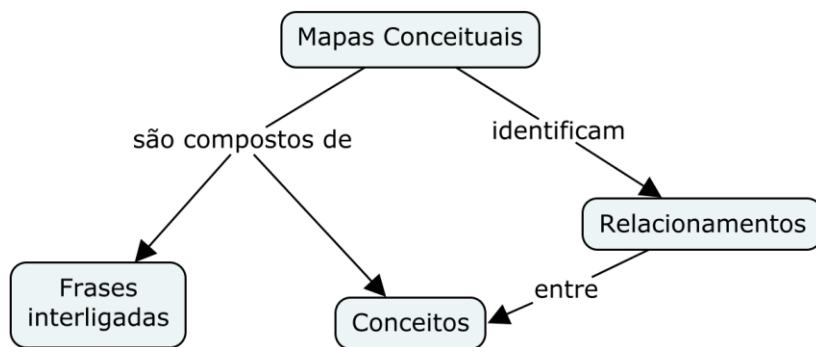 Mapas Conceituais
são compostos de
identificam
Relacionamentos
Frases
interligadas
entre
Conceitos